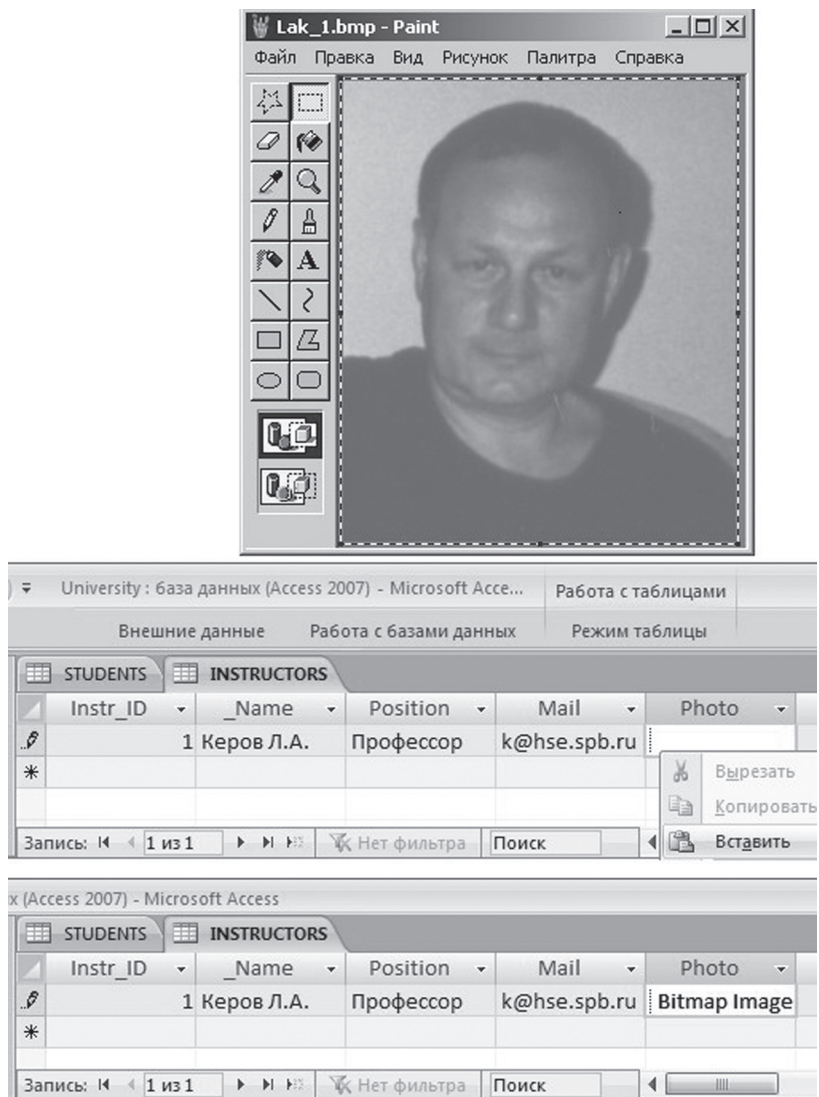 Lak_1.bmp - Paint
Файл Правка Вид Рисунок Палитра Справка
A
University : база данных (Access 2007) - Microsoft Acce... Работа с таблицами
Внешние данные Работа с базами данных Режим таблицы
STUDENTS INSTRUCTORS
Instr_ID _Name Position Mail Photo
1 Керов Л.А. Профессор k@hse.spb.ru
Вырезать
Копировать
Запись: 1 из 1 Нет фильтра Поиск Вставить
x (Access 2007) - Microsoft Access
STUDENTS INSTRUCTORS
Instr_ID _Name Position Mail Photo
1 Керов Л.А. Профессор k@hse.spb.ru Bitmap Image
Запись: 1 из 1 Нет фильтра Поиск